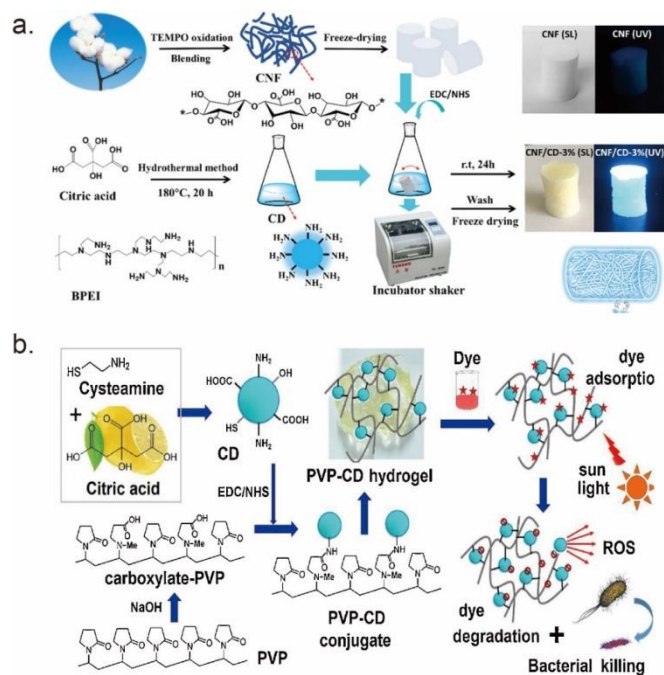 a.
TEMPO oxidation
Blending
Freeze-drying
CNF
CNF (SL)
CNF (UV)
EDC/NHS
Citric acid
Hydrothermal method
180°C, 20 h
CD
r.t, 24h
Wash
Freeze drying
CNF/CD-3% (SL)
CNF/CD-3%(UV)
BPEI
Incubator shaker
b.
Cysteamine
+
Citric acid
CD
EDC/NHS
carboxylate-PVP
NaOH
PVP
PVP-CD
conjugate
PVP-CD hydrogel
Dye
dye
adsorptio
sun
light
ROS
dye
degradation +
Bacterial killing